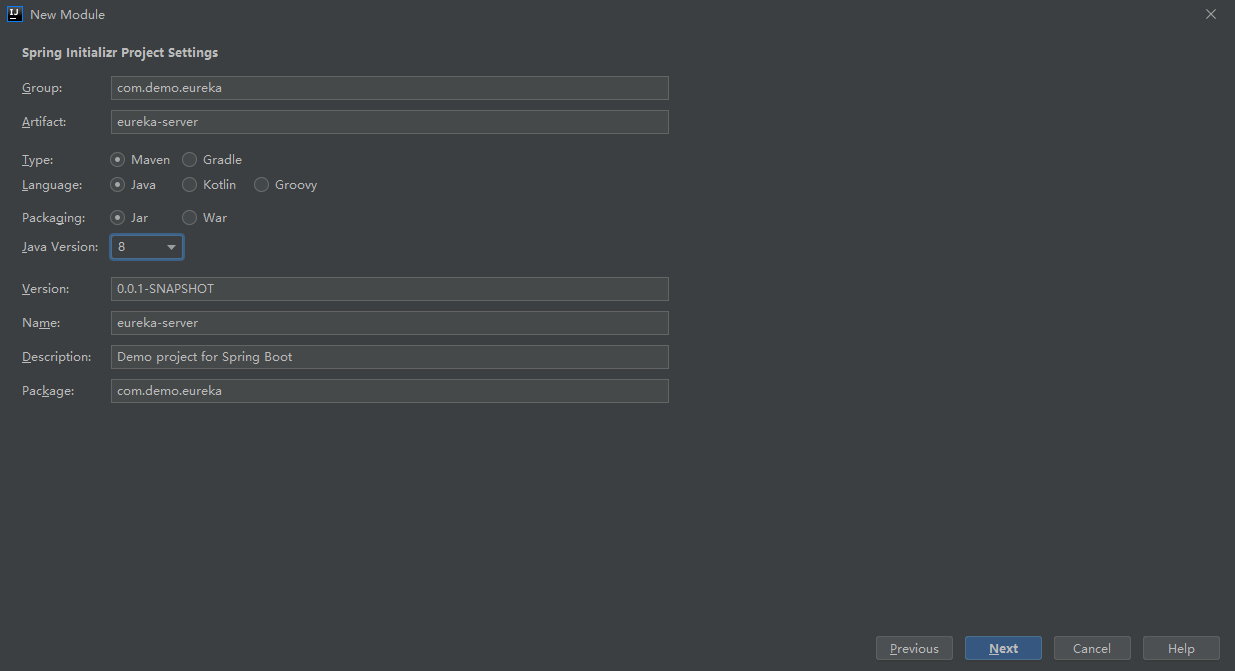 IJ New Module
Spring Initializr Project Settings
Group: com.demo.eureka
Artifact: eureka-server
Type: Maven Gradle
Language: Java Kotlin Groovy
Packaging: Jar War
Java Version: 8
Version: 0.0.1-SNAPSHOT
Name: eureka-server
Description: Demo project for Spring Boot
Package: com.demo.eureka
Previous Next Cancel Help